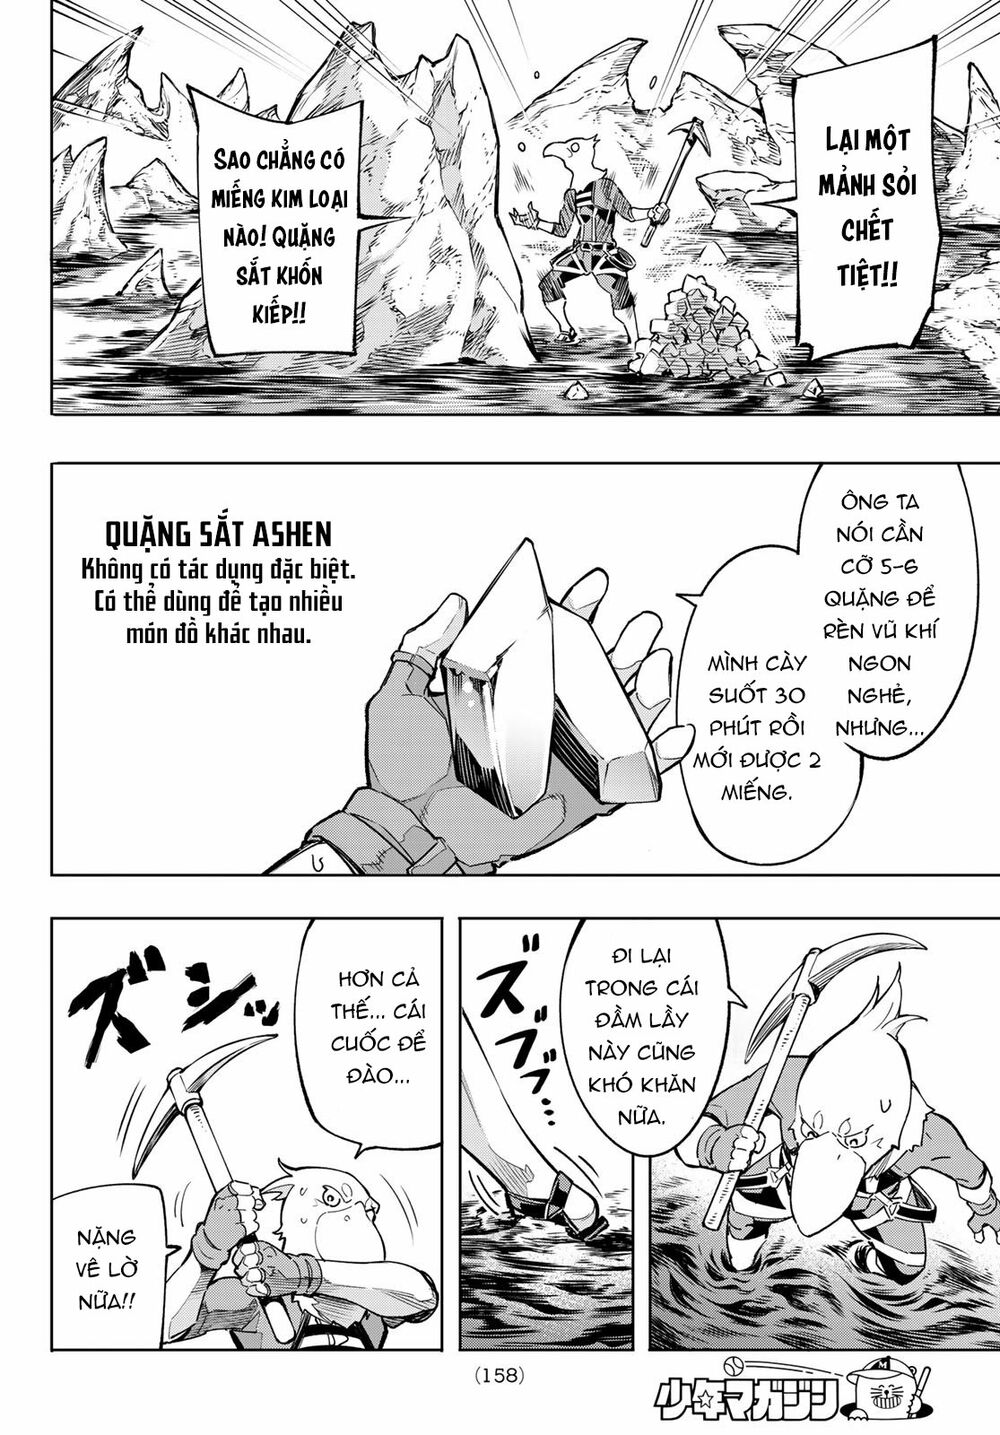 LẠI MỘT
MẢNH SỎI
CHẾT
TIỆT!!
SAO CHẲNG CÓ
MIẾNG KIM LOẠI
NÀO! QUẶNG
SẮT KHỐN
KIẾP!!
ÔNG TA
NÓI CẦN
CỠ 5-6
QUẶNG ĐỂ
RÈN VŨ KHÍ
NGON
NGHẺ,
NHƯNG...
MÌNH CÀY
SUỐT 30
PHÚT RỒI
MỚI ĐƯỢC 2
MIẾNG.
QUẶNG SẮT ASHEN
Không có tác dụng đặc biệt.
Có thể dùng để tạo nhiều
món đồ khác nhau.
ĐI LẠI
TRONG CÁI
ĐẦM LẦY
NÀY CŨNG
KHÓ KHĂN
NỮA.
ズブブ
HƠN CẢ
THẾ... CÁI
CUỐC ĐỂ
ĐÀO...
ズシッ
NẶNG
VÊ LỜ
NỮA!!
(158)
少年マガジン
M